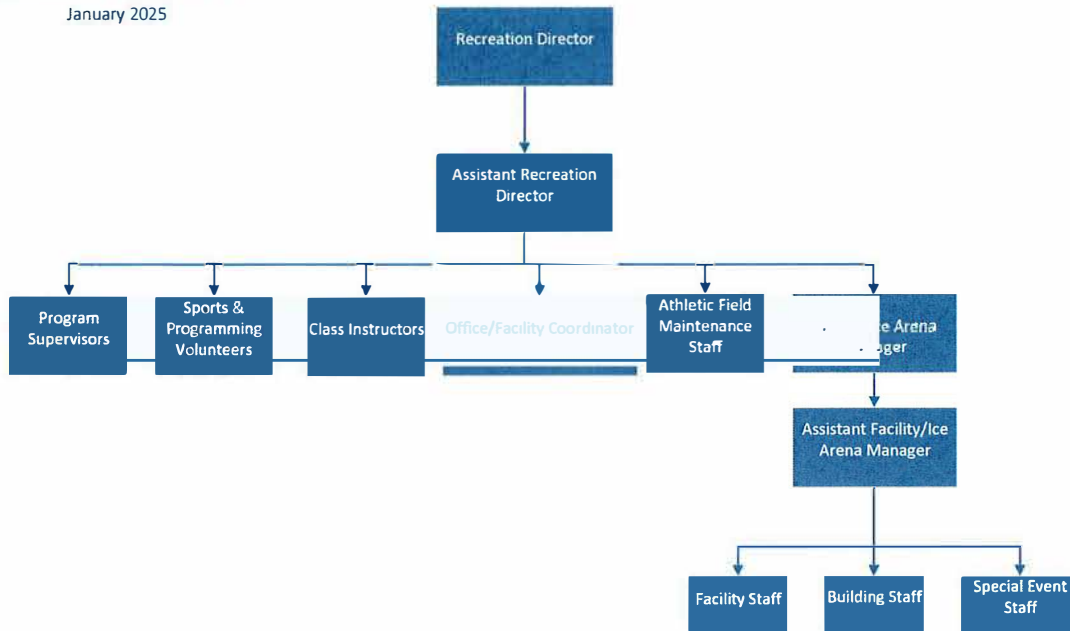 January 2025
Recreation Director
Assistant Recreation
Director
Program
Supervisors
Sports &
Programming
Volunteers
Class Instructors
Office/Facility Coordinator
Athletic Field
Maintenance
Staff
Arena
Assistant Facility/Ice
Arena Manager
Facility Staff
Building Staff
Special Event
Staff